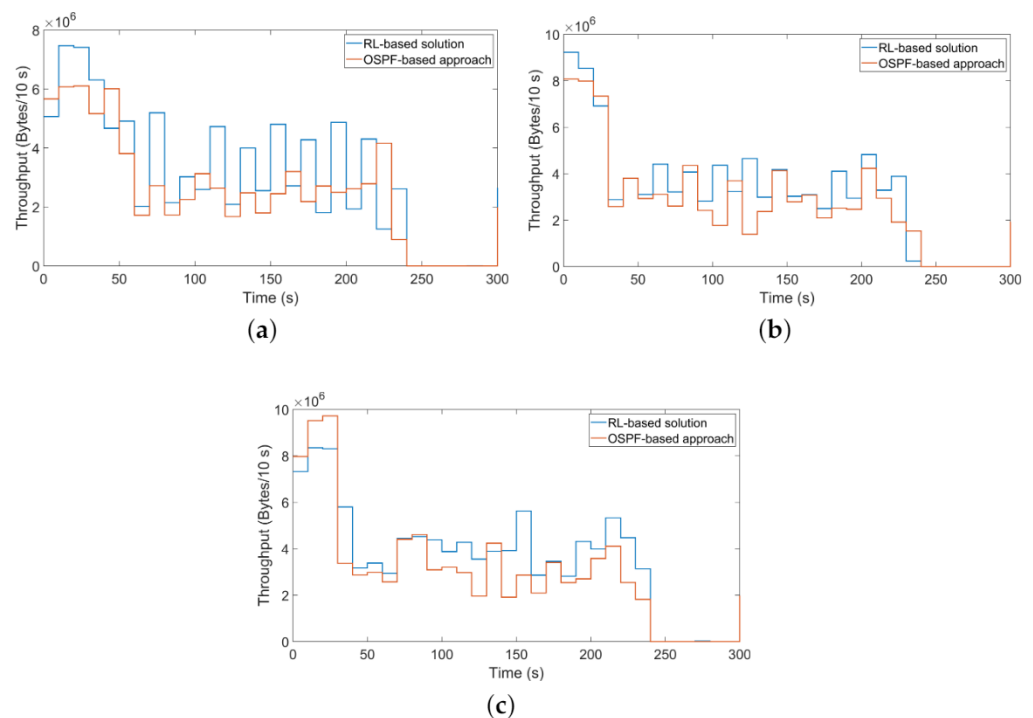 ×10⁶
8
6
4
2
0
Throughput (Bytes/10 s)
RL-based solution
OSPF-based approach
0 50 100 150 200 250 300
Time (s)
(a)
×10⁶
10
8
6
4
2
0
Throughput (Bytes/10 s)
RL-based solution
OSPF-based approach
0 50 100 150 200 250 300
Time (s)
(b)
×10⁶
10
8
6
4
2
0
Throughput (Bytes/10 s)
RL-based solution
OSPF-based approach
0 50 100 150 200 250 300
Time (s)
(c)